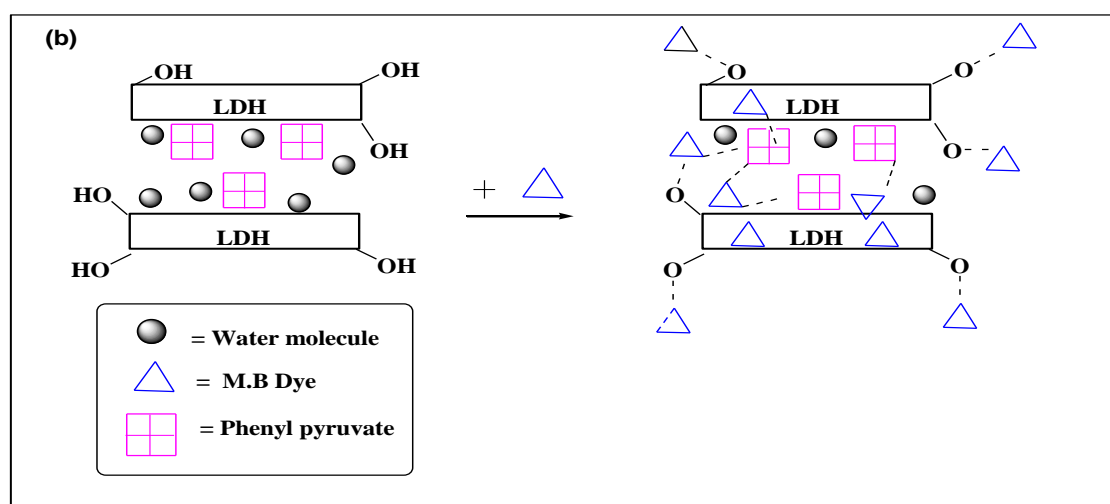 (b)
OH
OH
LDH
OH
HO
LDH
HO
OH
+
O
O
LDH
O
O
LDH
O
O
= Water molecule
= M.B Dye
= Phenyl pyruvate